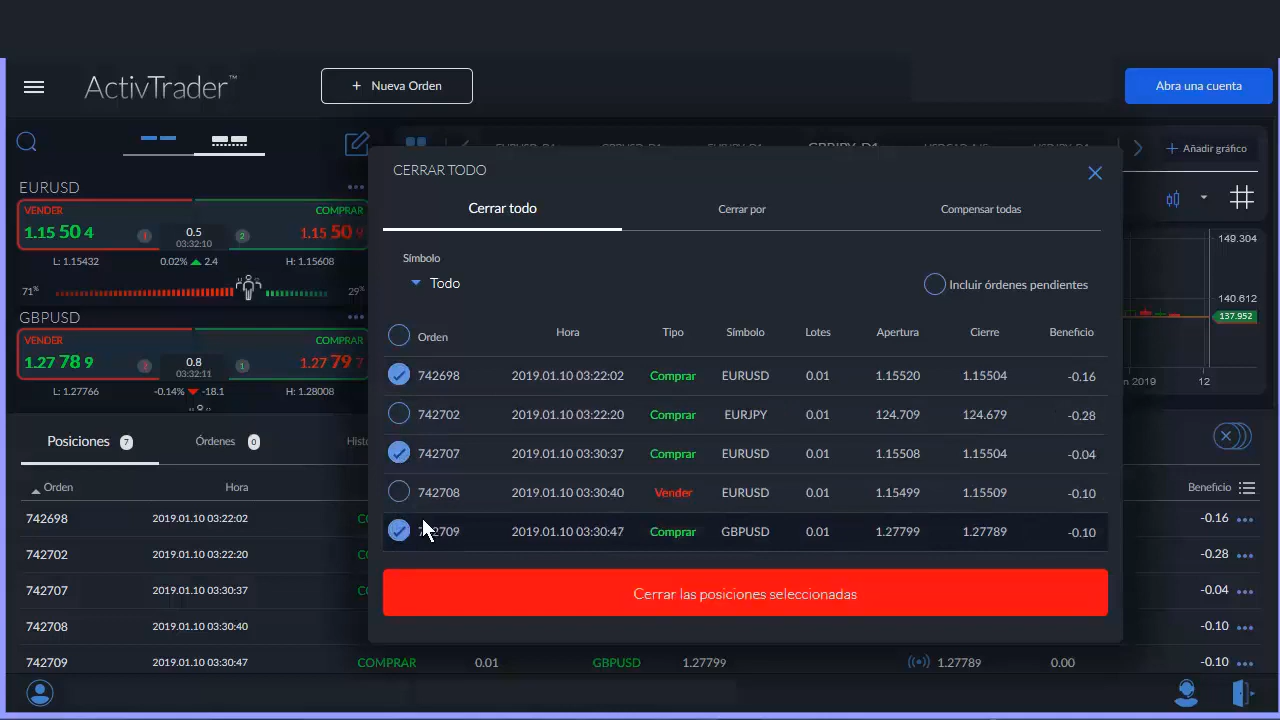 ActivTrader™
+ Nueva Orden
Abra una cuenta
GBPJPY, D1
+ Añadir gráfico
EURUSD
VENDER 0.5 COMPRAR
1.15 50 4 1 03:32:10 2 1.15 50
L: 1.15432 0.02% 2.4 H: 1.15608
71% 29%
GBPUSD
VENDER 0.8 COMPRAR
1.27 78 9 2 03:32:11 1 1.27 79
L: 1.27766 -0.14% -18.1 H: 1.28008
149.304
140.612
137.952
2019 12
CERRAR TODO
Cerrar todo Cerrar por Compensar todas
Símbolo
Todo
Incluir órdenes pendientes
Orden Hora Tipo Símbolo Lotes Apertura Cierre Beneficio
742698 2019.01.10 03:22:02 Comprar EURUSD 0.01 1.15520 1.15504 -0.16
742702 2019.01.10 03:22:20 Comprar EURJPY 0.01 124.709 124.679 -0.28
742707 2019.01.10 03:30:37 Comprar EURUSD 0.01 1.15508 1.15504 -0.04
742708 2019.01.10 03:30:40 Vender EURUSD 0.01 1.15499 1.15509 -0.10
742709 2019.01.10 03:30:47 Comprar GBPUSD 0.01 1.27799 1.27789 -0.10
Cerrar las posiciones seleccionadas
Posiciones 7 Órdenes 0
Orden Hora Beneficio
742698 2019.01.10 03:22:02 -0.16
742702 2019.01.10 03:22:20 -0.28
742707 2019.01.10 03:30:37 -0.04
742708 2019.01.10 03:30:40 -0.10
742709 2019.01.10 03:30:47 COMPRAR 0.01 GBPUSD 1.27799 1.27789 0.00 -0.10